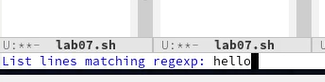 U:**- lab07.sh U:**- lab07.sh
List lines matching regexp: hello